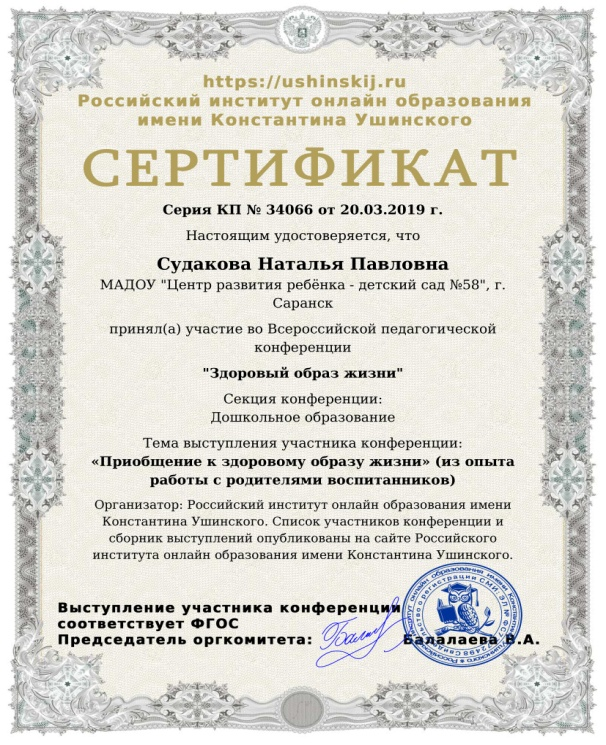 https://ushinskij.ru
Российский институт онлайн образования
имени Константина Ушинского
СЕРТИФИКАТ
Серия КП № 34066 от 20.03.2019 г.
Настоящим удостоверяется, что
Судакова Наталья Павловна
МАДОУ "Центр развития ребёнка - детский сад №58", г.
Саранск
принял(а) участие во Всероссийской педагогической
конференции
"Здоровый образ жизни"
Секция конференции:
Дошкольное образование
Тема выступления участника конференции:
«Приобщение к здоровому образу жизни» (из опыта
работы с родителями воспитанников)
Организатор: Российский институт онлайн образования имени
Константина Ушинского. Список участников конференции и
сборник выступлений опубликованы на сайте Российского
института онлайн образования имени Константина Ушинского.
Выступление участника конференции
соответствует ФГОС
Председатель оргкомитета:
Балалаева В.А.